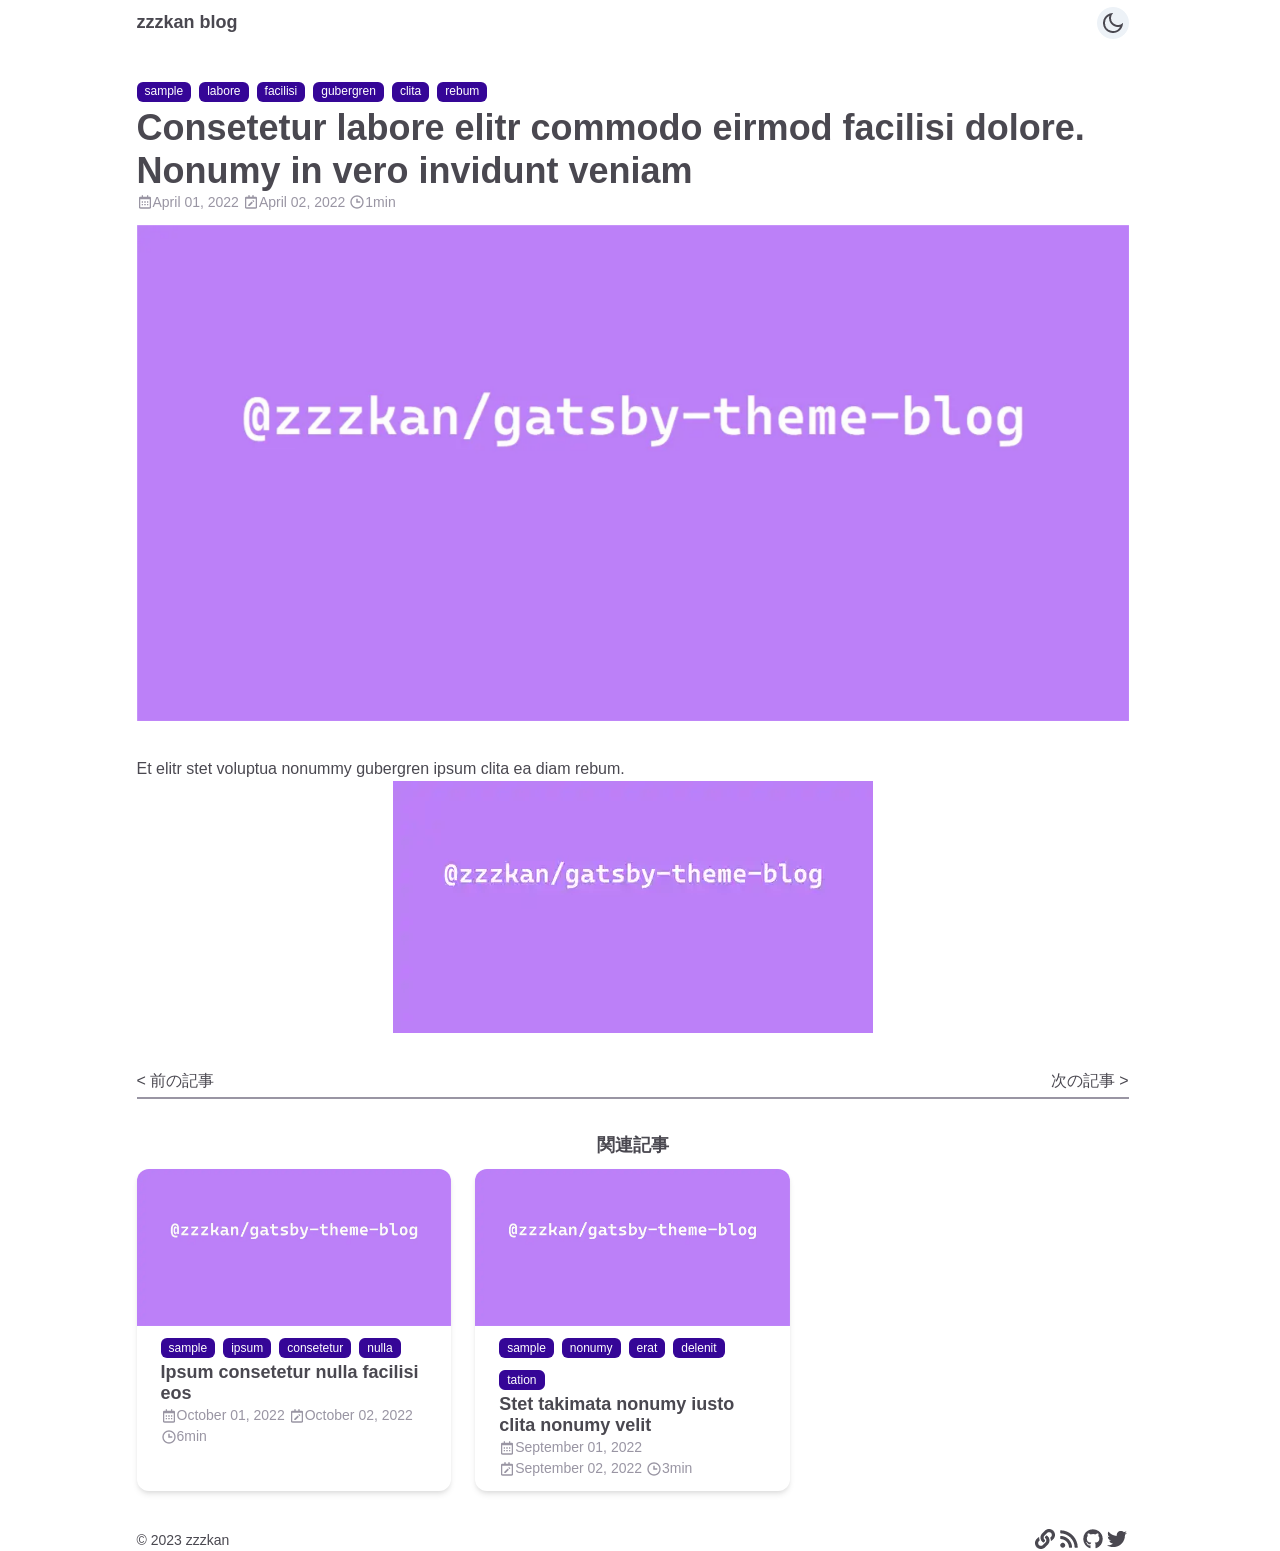 zzzkan blog
sample labore facilisi gubergren clita rebum
Consetetur labore elitr commodo eirmod facilisi dolore.
Nonumy in vero invidunt veniam
April 01, 2022 April 02, 2022 1min
@zzzkan/gatsby-theme-blog
Et elitr stet voluptua nonummy gubergren ipsum clita ea diam rebum.
@zzzkan/gatsby-theme-blog
< 前の記事 次の記事 >
関連記事
@zzzkan/gatsby-theme-blog
sample ipsum consetetur nulla
Ipsum consetetur nulla facilisi
eos
October 01, 2022 October 02, 2022
6min
@zzzkan/gatsby-theme-blog
sample nonumy erat delenit
tation
Stet takimata nonumy iusto
clita nonumy velit
September 01, 2022
September 02, 2022 3min
© 2023 zzzkan